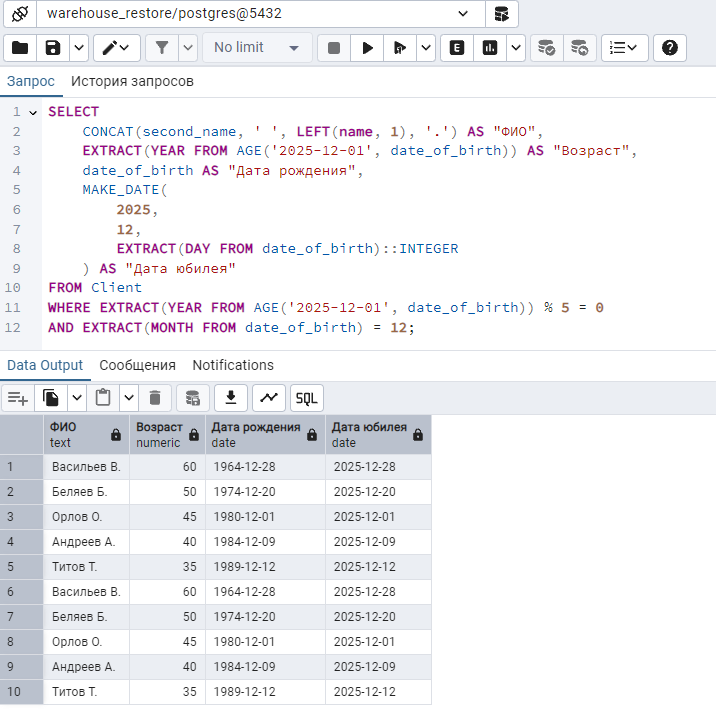 warehouse_restore/postgres@5432
No limit
Запрос История запросов
1 SELECT
2 CONCAT(second_name, ' ', LEFT(name, 1), '.') AS "ФИО",
3 EXTRACT(YEAR FROM AGE('2025-12-01', date_of_birth)) AS "Возраст",
4 date_of_birth AS "Дата рождения",
5 MAKE_DATE(
6 2025,
7 12,
8 EXTRACT(DAY FROM date_of_birth)::INTEGER
9 ) AS "Дата юбилея"
10 FROM Client
11 WHERE EXTRACT(YEAR FROM AGE('2025-12-01', date_of_birth)) % 5 = 0
12 AND EXTRACT(MONTH FROM date_of_birth) = 12;
Data Output Сообщения Notifications
SQL
ФИО Возраст Дата рождения Дата юбилея
text numeric date date
1 Васильев В. 60 1964-12-28 2025-12-28
2 Беляев Б. 50 1974-12-20 2025-12-20
3 Орлов О. 45 1980-12-01 2025-12-01
4 Андреев А. 40 1984-12-09 2025-12-09
5 Титов Т. 35 1989-12-12 2025-12-12
6 Васильев В. 60 1964-12-28 2025-12-28
7 Беляев Б. 50 1974-12-20 2025-12-20
8 Орлов О. 45 1980-12-01 2025-12-01
9 Андреев А. 40 1984-12-09 2025-12-09
10 Титов Т. 35 1989-12-12 2025-12-12